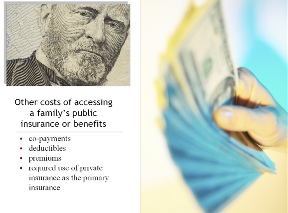 Other costs of accessing
a family's public
insurance or benefits
• co-payments
• deductibles
• premiums
• required use of private
insurance as the primary
insurance